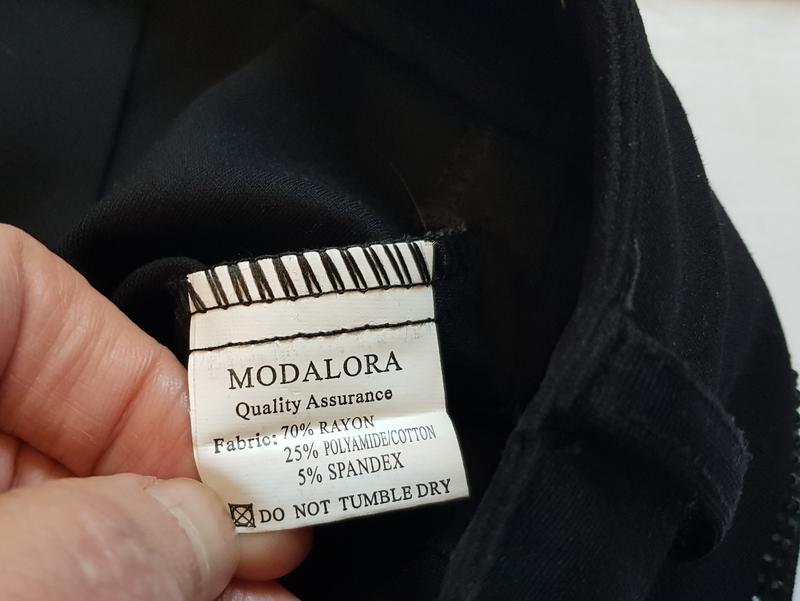 MODALORA
Quality Assurance
Fabric: 70% RAYON
25% POLYAMIDE/COTTON
5% SPANDEX
DO NOT TUMBLE DRY